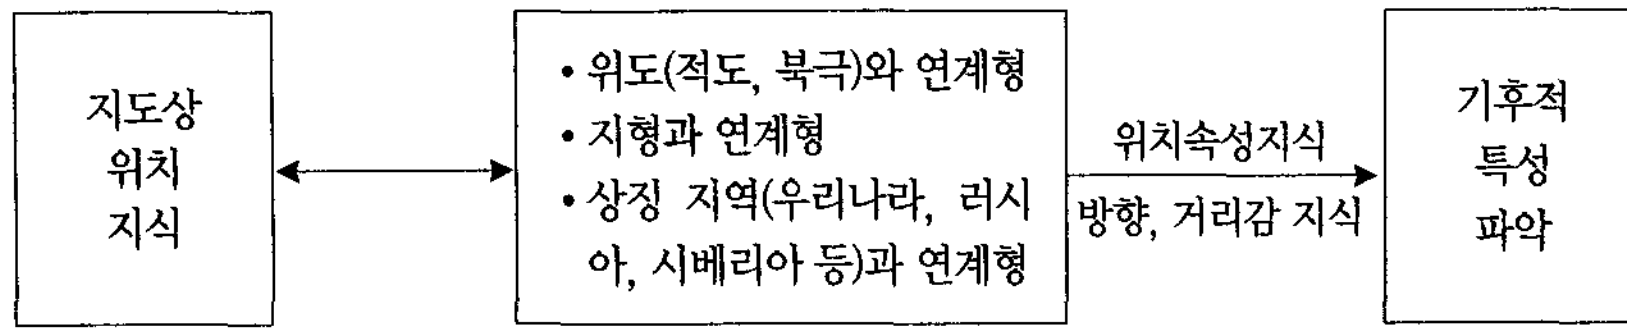 지도상
위치
지식
• 위도(적도, 북극)와 연계형
• 지형과 연계형
• 상징 지역(우리나라, 러시
아, 시베리아 등)과 연계형
위치속성지식
방향, 거리감 지식
기후적
특성
파악